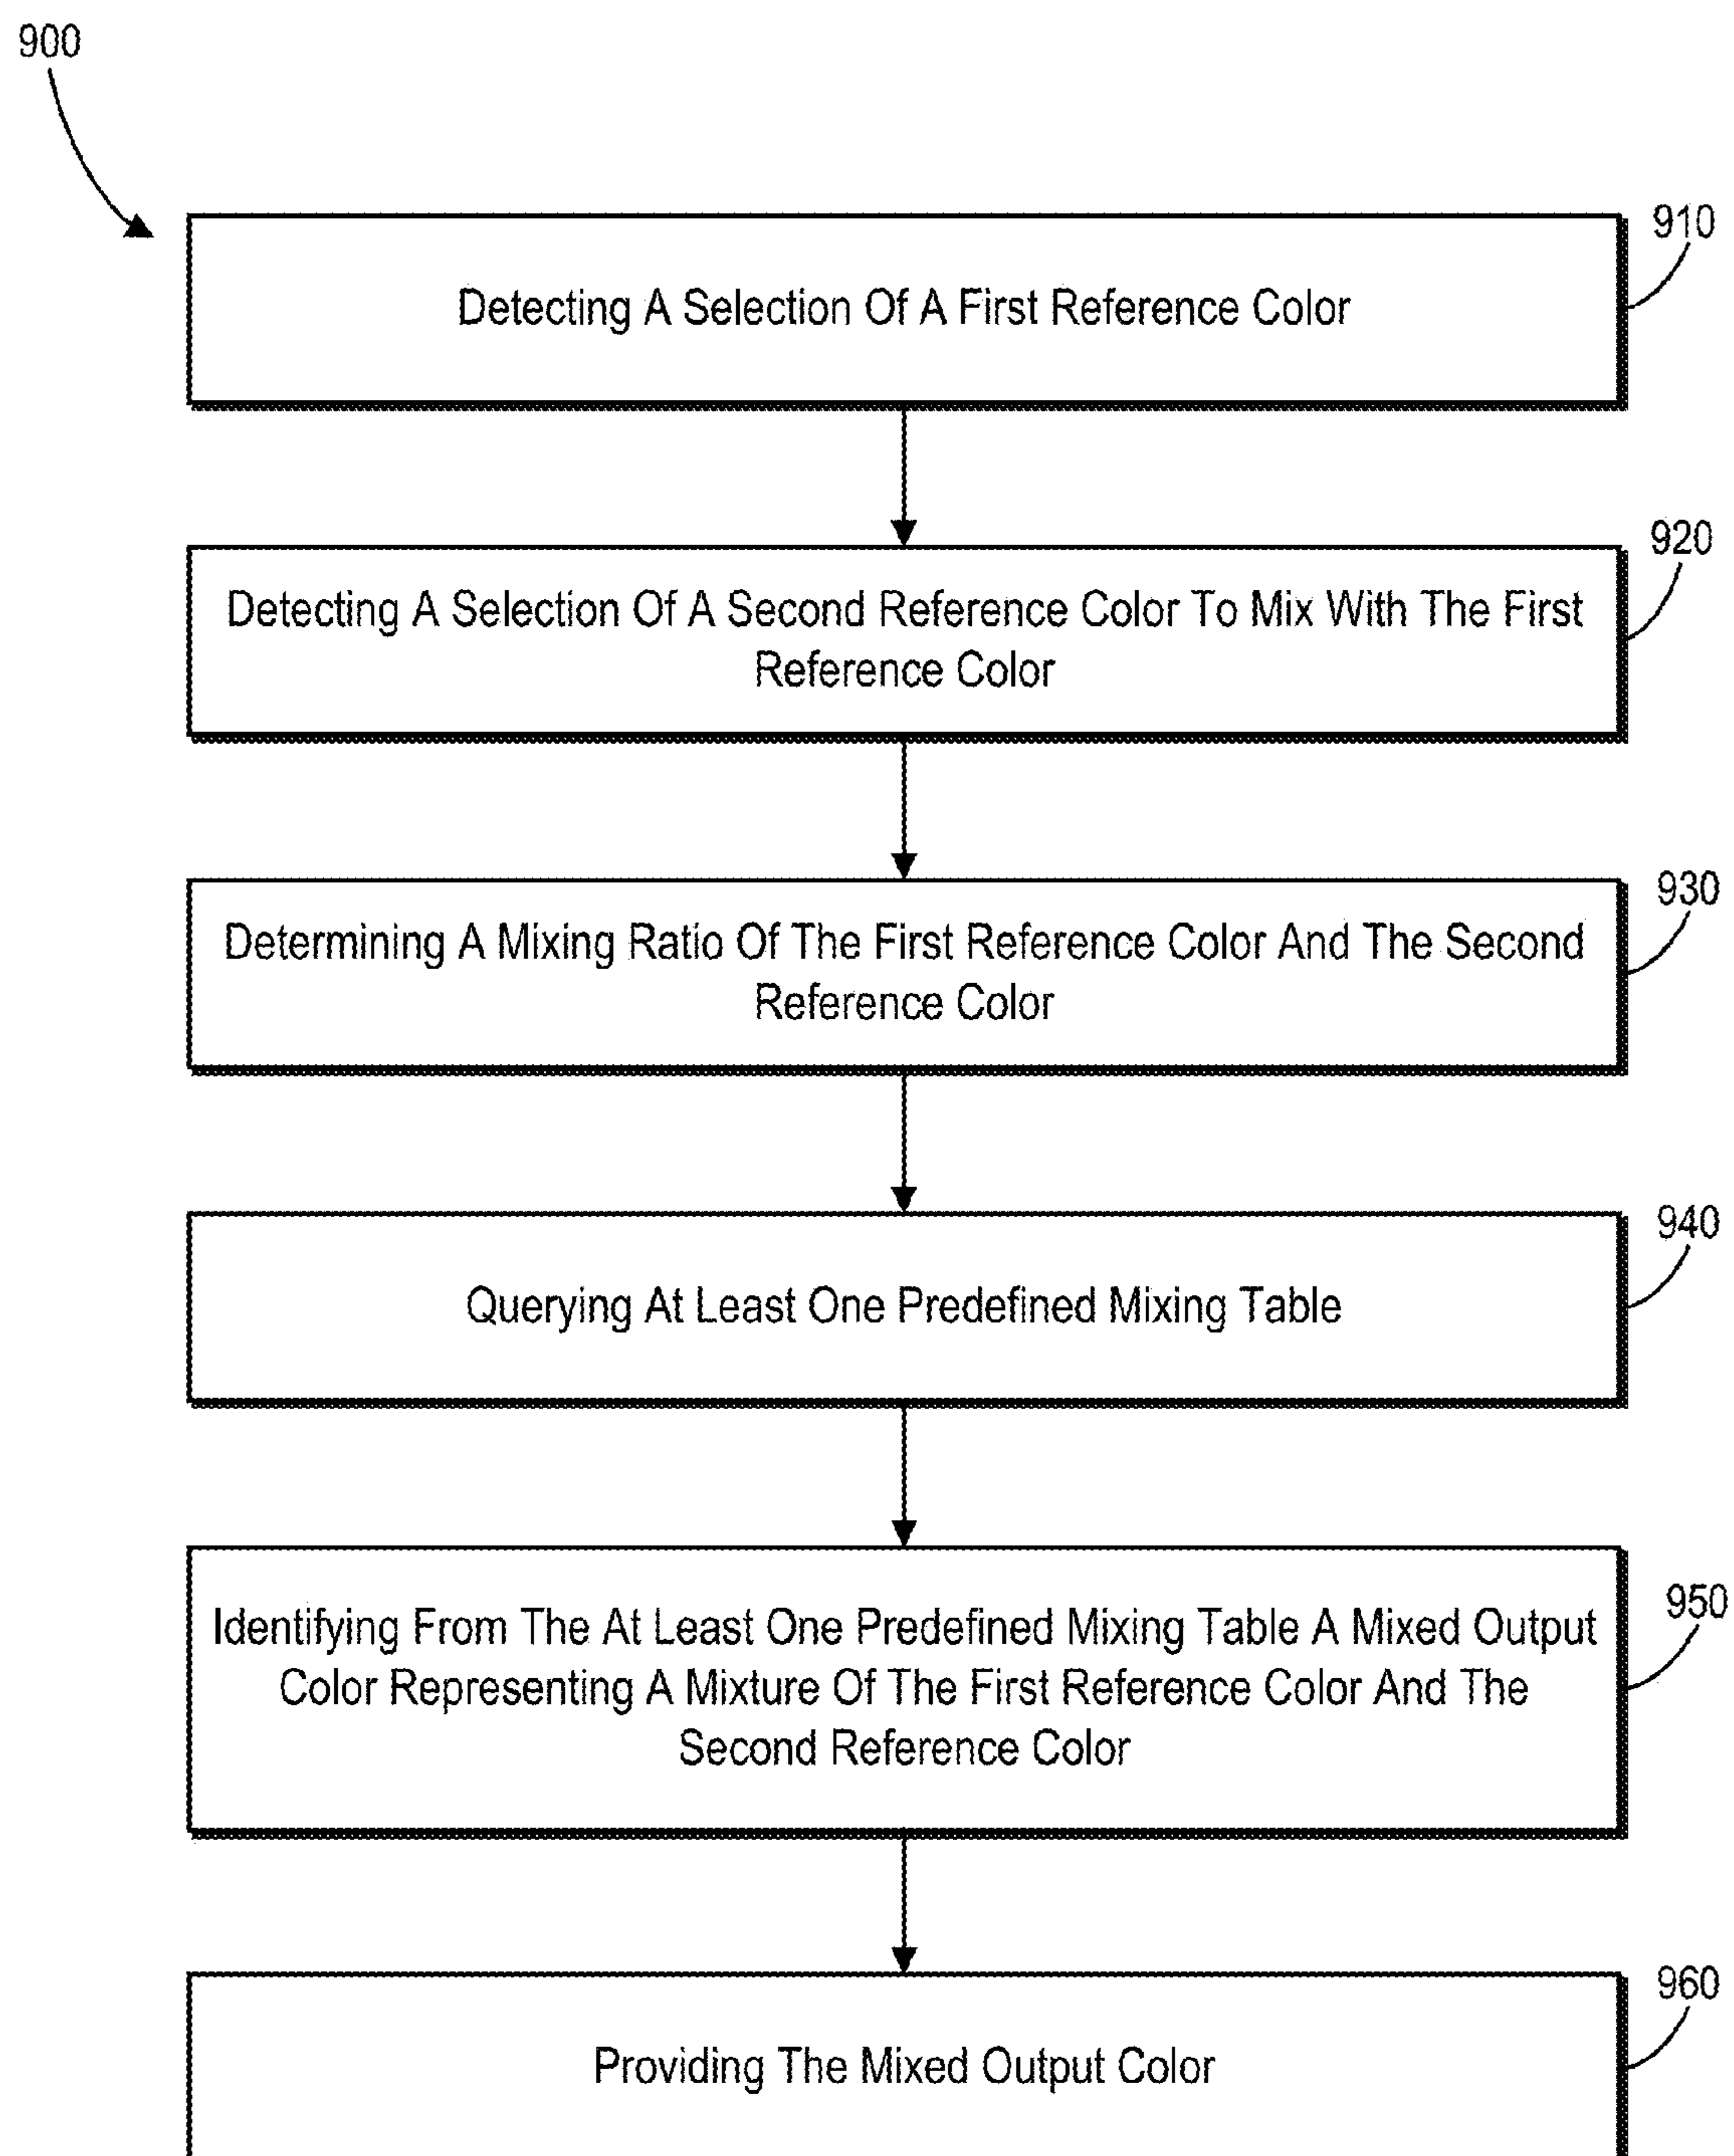 900
910
Detecting A Selection Of A First Reference Color
920
Detecting A Selection Of A Second Reference Color To Mix With The First
Reference Color
930
Determining A Mixing Ratio Of The First Reference Color And The Second
Reference Color
940
Querying At Least One Predefined Mixing Table
950
Identifying From The At Least One Predefined Mixing Table A Mixed Output
Color Representing A Mixture Of The First Reference Color And The
Second Reference Color
960
Providing The Mixed Output Color